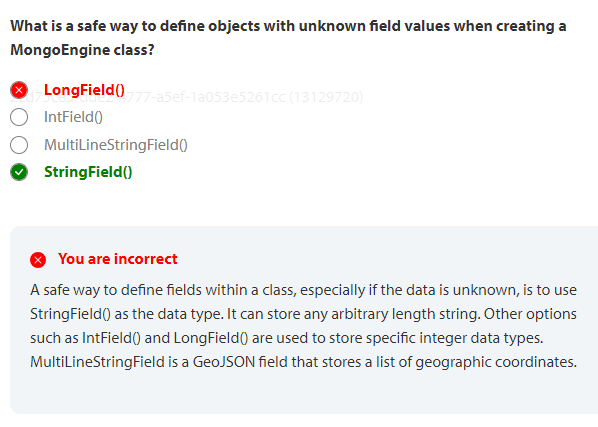 What is a safe way to define objects with unknown field values when creating a
MongoEngine class?
LongField()
777-a5ef-1a053e5261cc (13129720)
IntField()
MultiLineStringField()
StringField()
You are incorrect
A safe way to define fields within a class, especially if the data is unknown, is to use
StringField() as the data type. It can store any arbitrary length string. Other options
such as IntField() and LongField() are used to store specific integer data types.
MultiLineStringField is a GeoJSON field that stores a list of geographic coordinates.